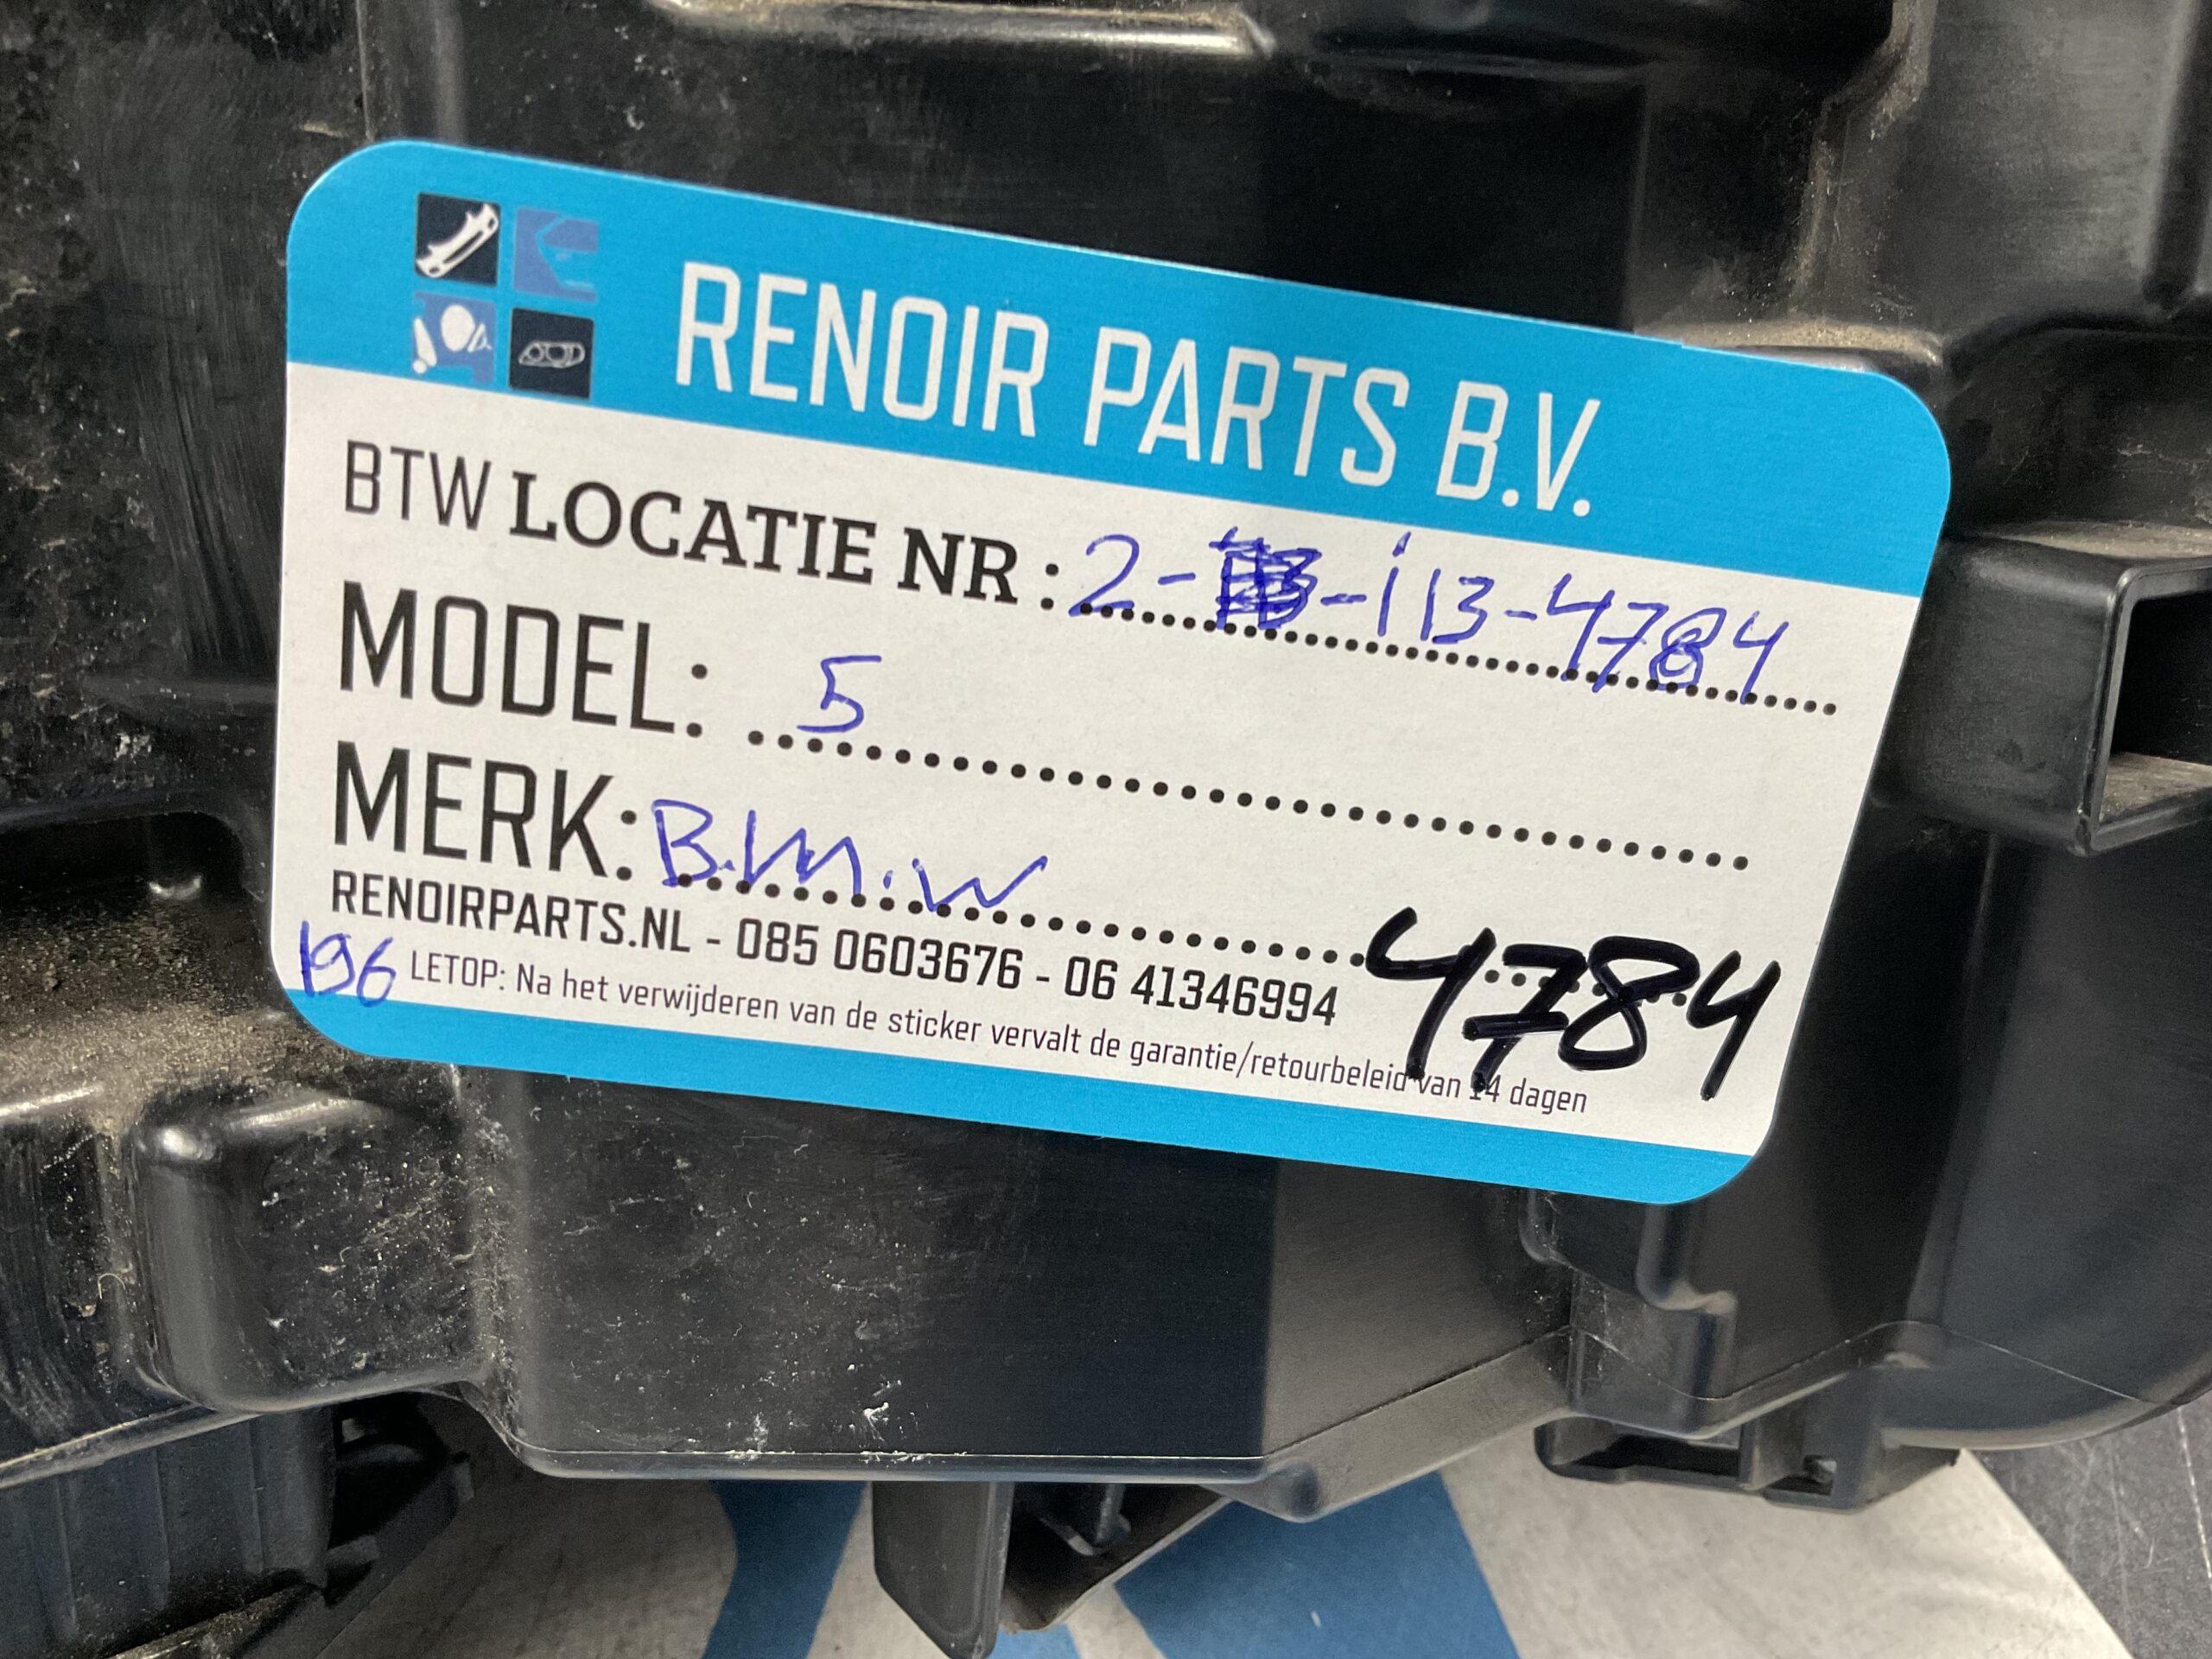 RENOIR PARTS B.V.
BTW LOCATIE NR : 2- -i13-4784
MODEL: 5
MERK: B.M.W
RENOIRPARTS.NL - 085 0603676 - 06 41346994
4784
196 LETOP: Na het verwijderen van de sticker vervalt de garantie/retourbeleid van 14 dagen